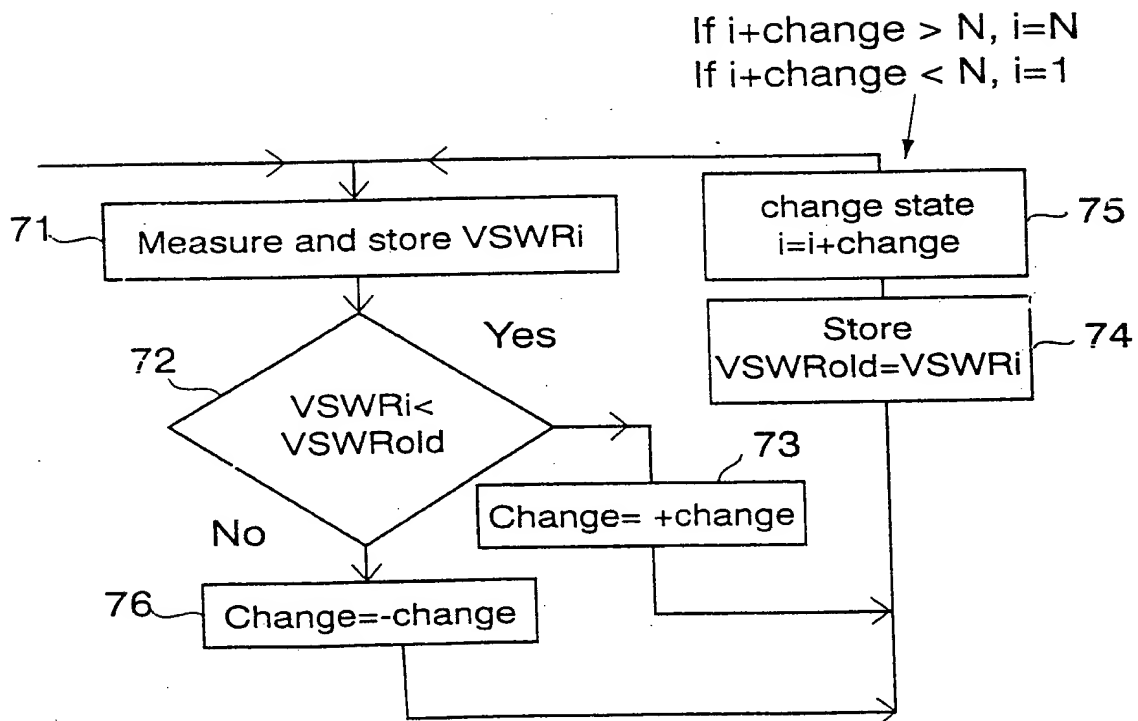 If i+change > N, i=N
If i+change < N, i=1
71
Measure and store VSWRi
change state
i=i+change
75
Store
VSWRold=VSWRi
74
Yes
72
VSWRi<
VSWRold
73
Change= +change
No
76
Change=-change